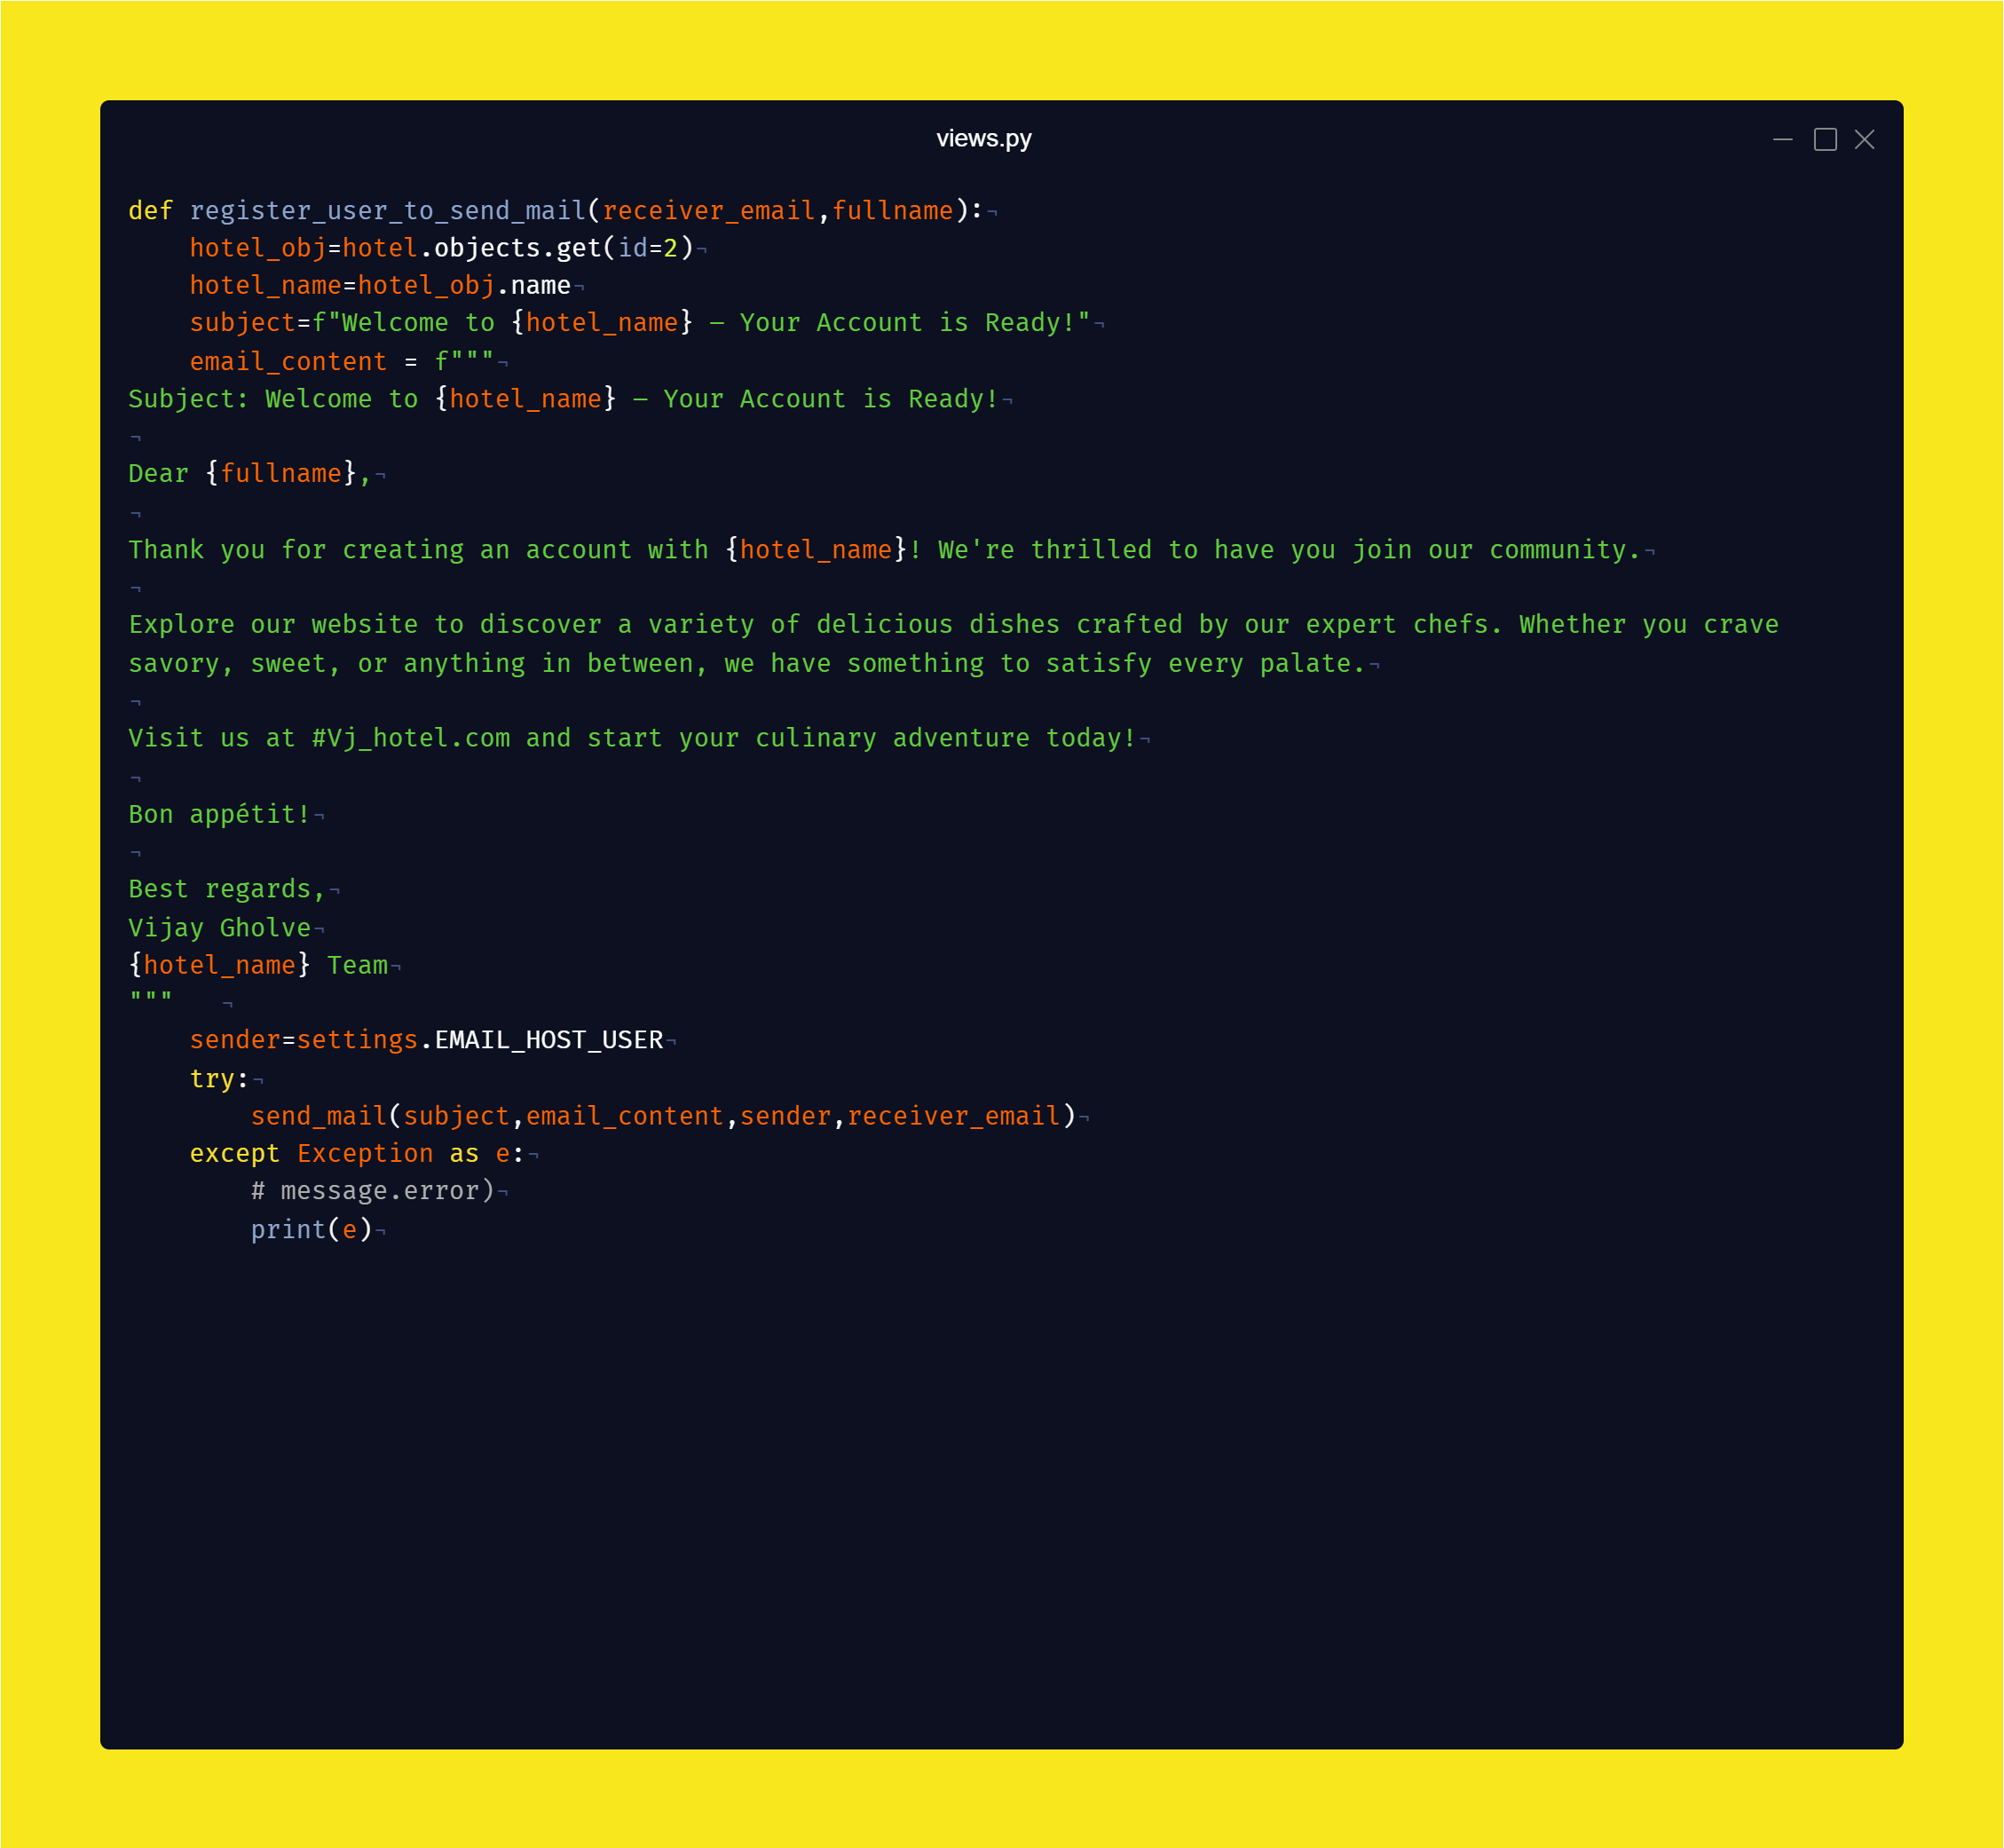 views.py
def register_user_to_send_mail(receiver_email,fullname):¬
    hotel_obj=hotel.objects.get(id=2)¬
    hotel_name=hotel_obj.name¬
    subject=f"Welcome to {hotel_name} – Your Account is Ready!"¬
    email_content = f"""¬
Subject: Welcome to {hotel_name} – Your Account is Ready!¬
¬
Dear {fullname},¬
¬
Thank you for creating an account with {hotel_name}! We're thrilled to have you join our community.¬
¬
Explore our website to discover a variety of delicious dishes crafted by our expert chefs. Whether you crave
savory, sweet, or anything in between, we have something to satisfy every palate.¬
¬
Visit us at #Vj_hotel.com and start your culinary adventure today!¬
¬
Bon appétit!¬
¬
Best regards,¬
Vijay Gholve¬
{hotel_name} Team¬
"""   ¬
    sender=settings.EMAIL_HOST_USER¬
    try:¬
        send_mail(subject,email_content,sender,receiver_email)¬
    except Exception as e:¬
        # message.error)¬
        print(e)¬